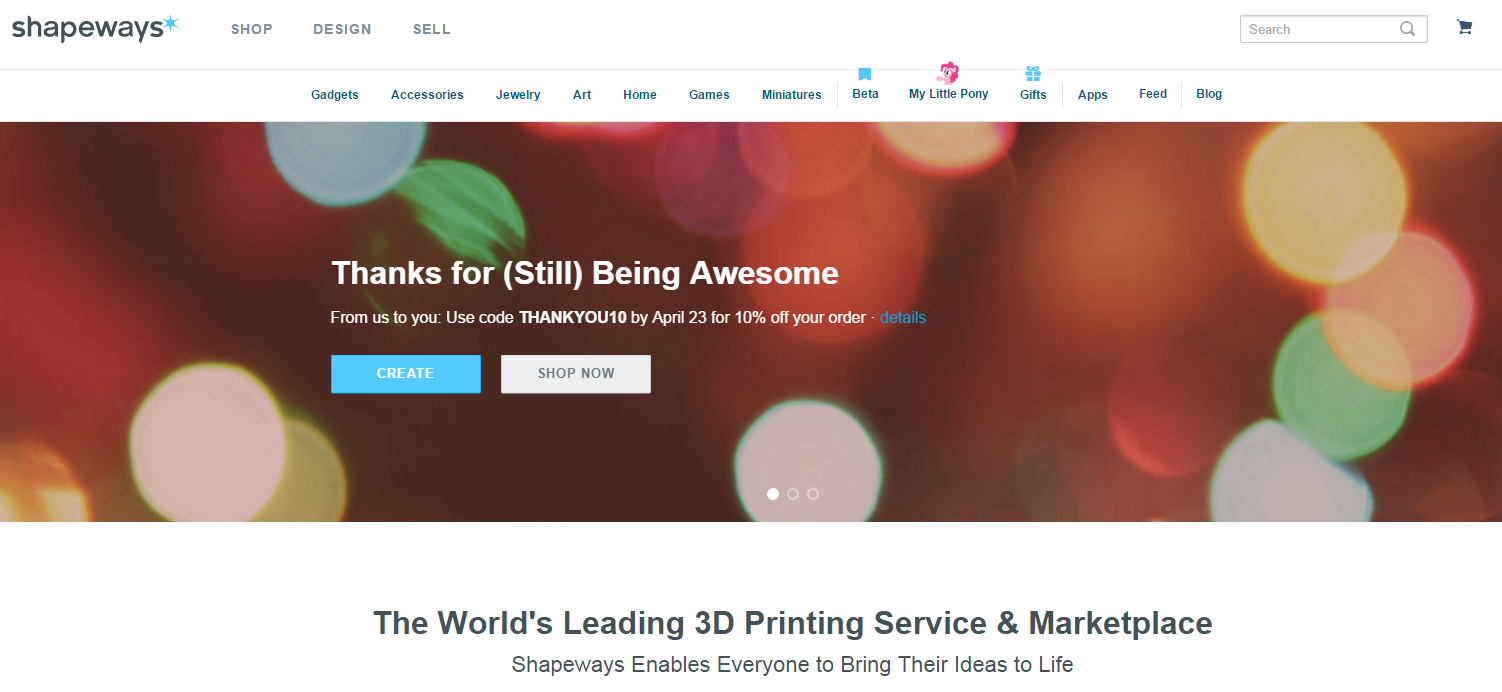 shapeways
SHOP DESIGN SELL
Search
Gadgets Accessories Jewelry Art Home Games Miniatures Beta My Little Pony Gifts Apps Feed Blog
Thanks for (Still) Being Awesome
From us to you: Use code THANKYOU10 by April 23 for 10% off your order · details
CREATE SHOP NOW
The World's Leading 3D Printing Service & Marketplace
Shapeways Enables Everyone to Bring Their Ideas to Life